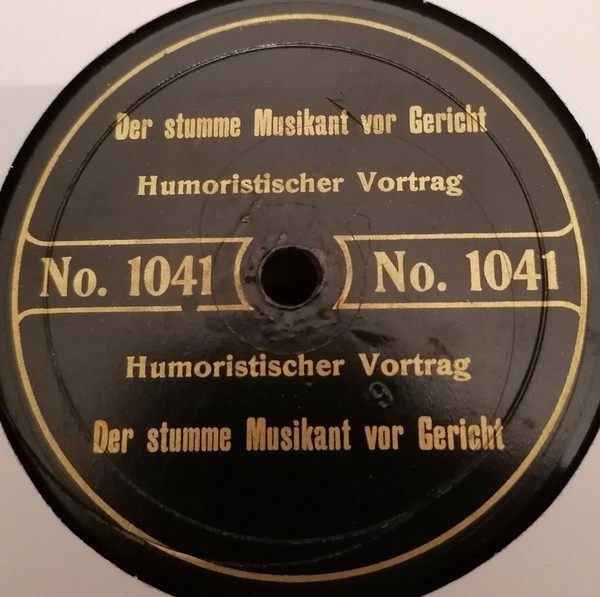 Der stumme Musikant vor Gericht
Humoristischer Vortrag
No. 1041 No. 1041
Humoristischer Vortrag
Der stumme Musikant vor Gericht